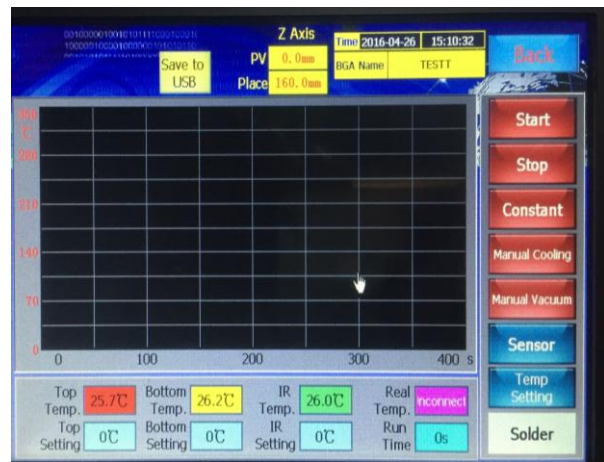 Z Axis
Time 2016-04-26 15:10:32
Save to
USB
PV 0.0mm
BGA Name TESTT
Back
Place 160.0mm
350
℃
280
210
140
70
0
0 100 200 300 400 s
Start
Stop
Constant
Manual Cooling
Manual Vacuum
Sensor
Temp
Setting
Solder
Top
Temp. 25.7℃
Bottom
Temp. 26.2℃
IR
Temp. 26.0℃
Real
Temp. nconnect
Top
Setting 0℃
Bottom
Setting 0℃
IR
Setting 0℃
Run
Time 0s